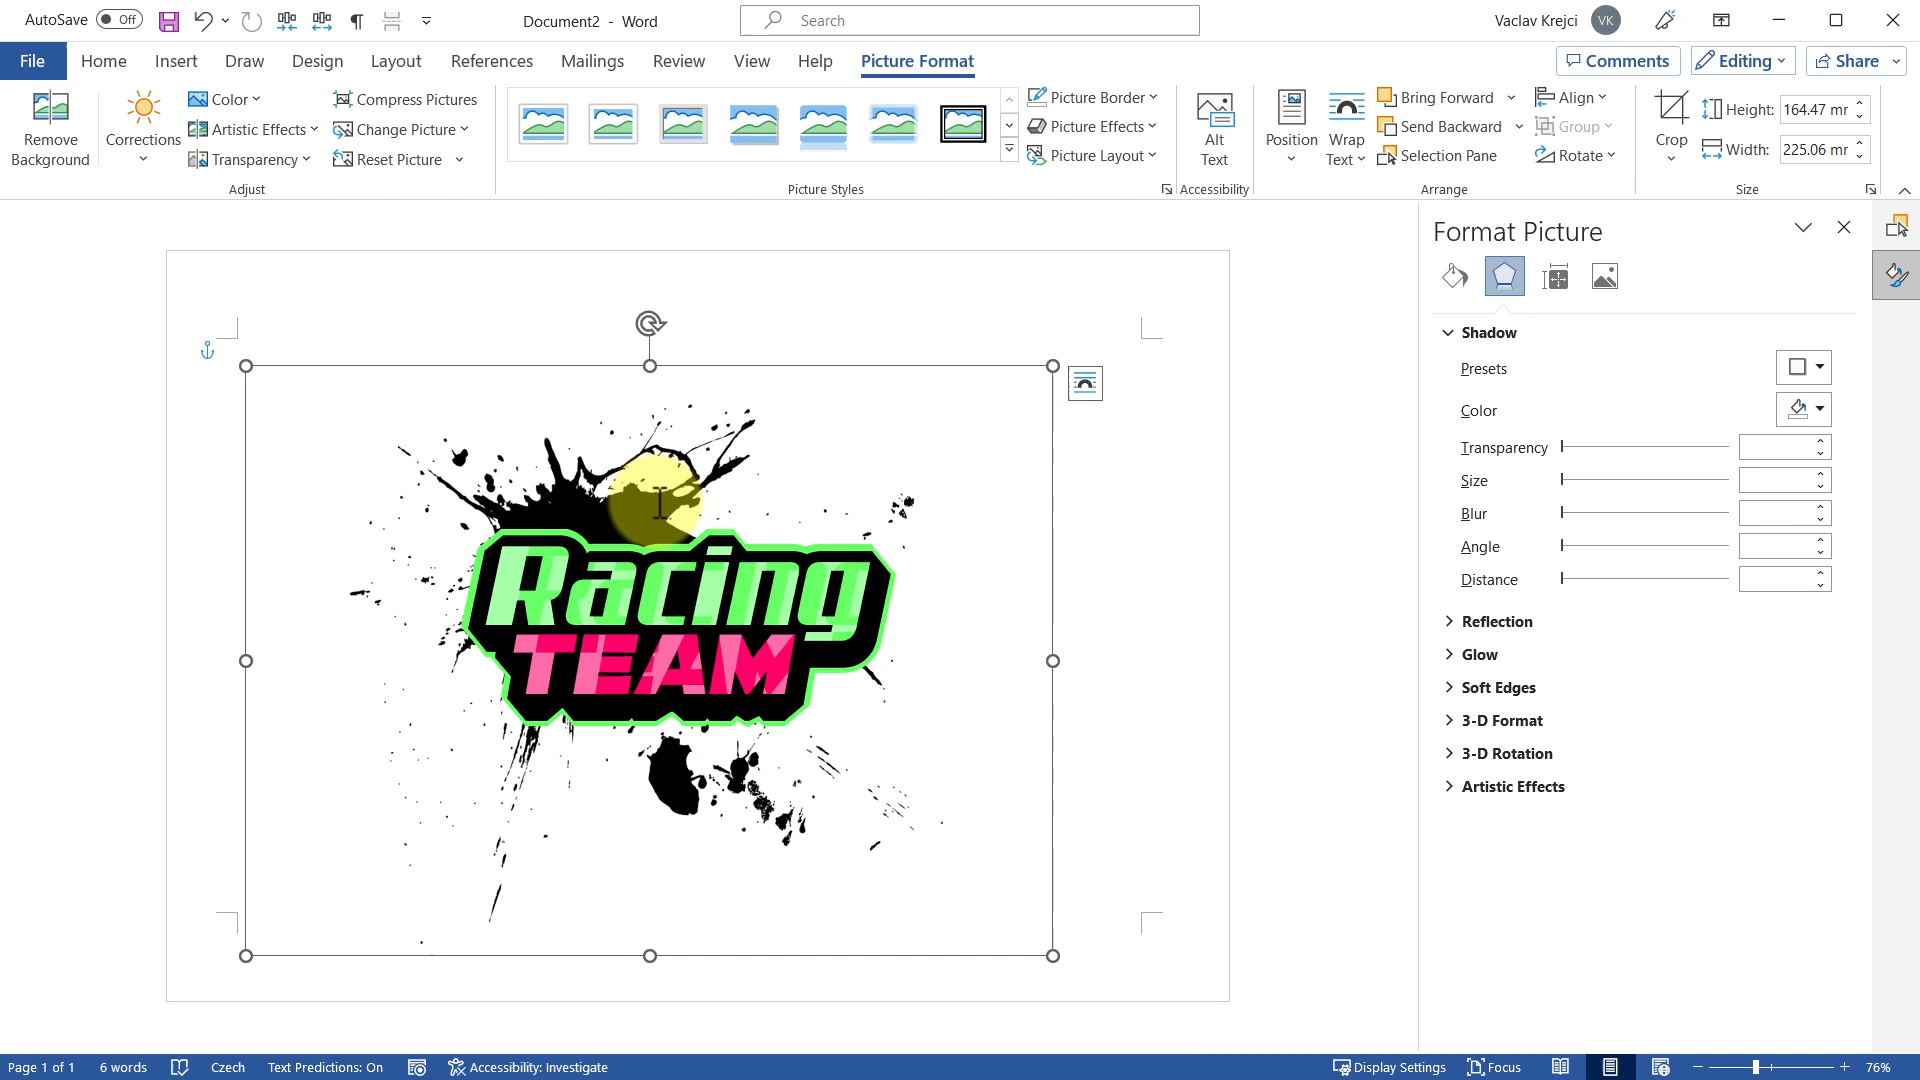 AutoSave Off Document2 - Word Search Vaclav Krejci VK
File Home Insert Draw Design Layout References Mailings Review View Help Picture Format Comments Editing Share
Remove Background
Corrections
Color
Artistic Effects
Transparency
Compress Pictures
Change Picture
Reset Picture
Adjust
Picture Styles
Picture Border
Picture Effects
Picture Layout
Alt Text
Accessibility
Position
Wrap Text
Bring Forward
Send Backward
Selection Pane
Align
Group
Rotate
Arrange
Crop
Height: 164.47 mr
Width: 225.06 mr
Size
Racing
TEAM
Format Picture
Shadow
Presets
Color
Transparency
Size
Blur
Angle
Distance
Reflection
Glow
Soft Edges
3-D Format
3-D Rotation
Artistic Effects
Page 1 of 1 6 words Czech Text Predictions: On Accessibility: Investigate Display Settings Focus 76%